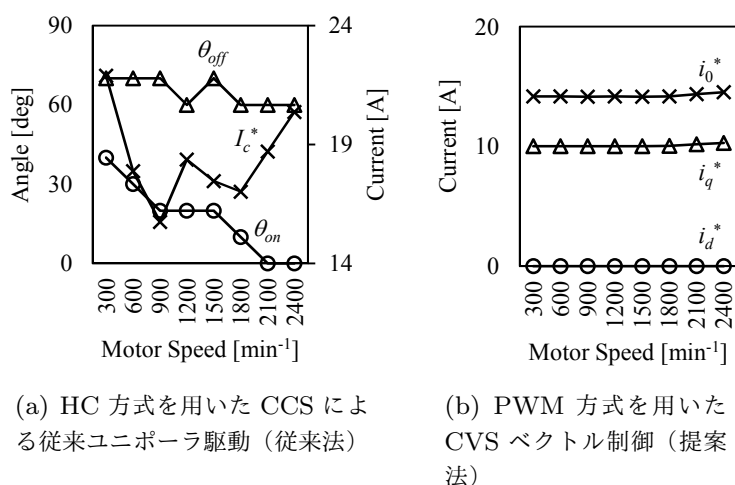 90
60
30
0
Angle [deg]
24
19
14
Current [A]
θoff
Ic*
θon
300
600
900
1200
1500
1800
2100
2400
Motor Speed [min-1]
(a) HC 方式を用いた CCS によ
る従来ユニポーラ駆動（従来法）
20
10
0
Current [A]
i0*
iq*
id*
300
600
900
1200
1500
1800
2100
2400
Motor Speed [min-1]
(b) PWM 方式を用いた
CVS ベクトル制御（提案
法）